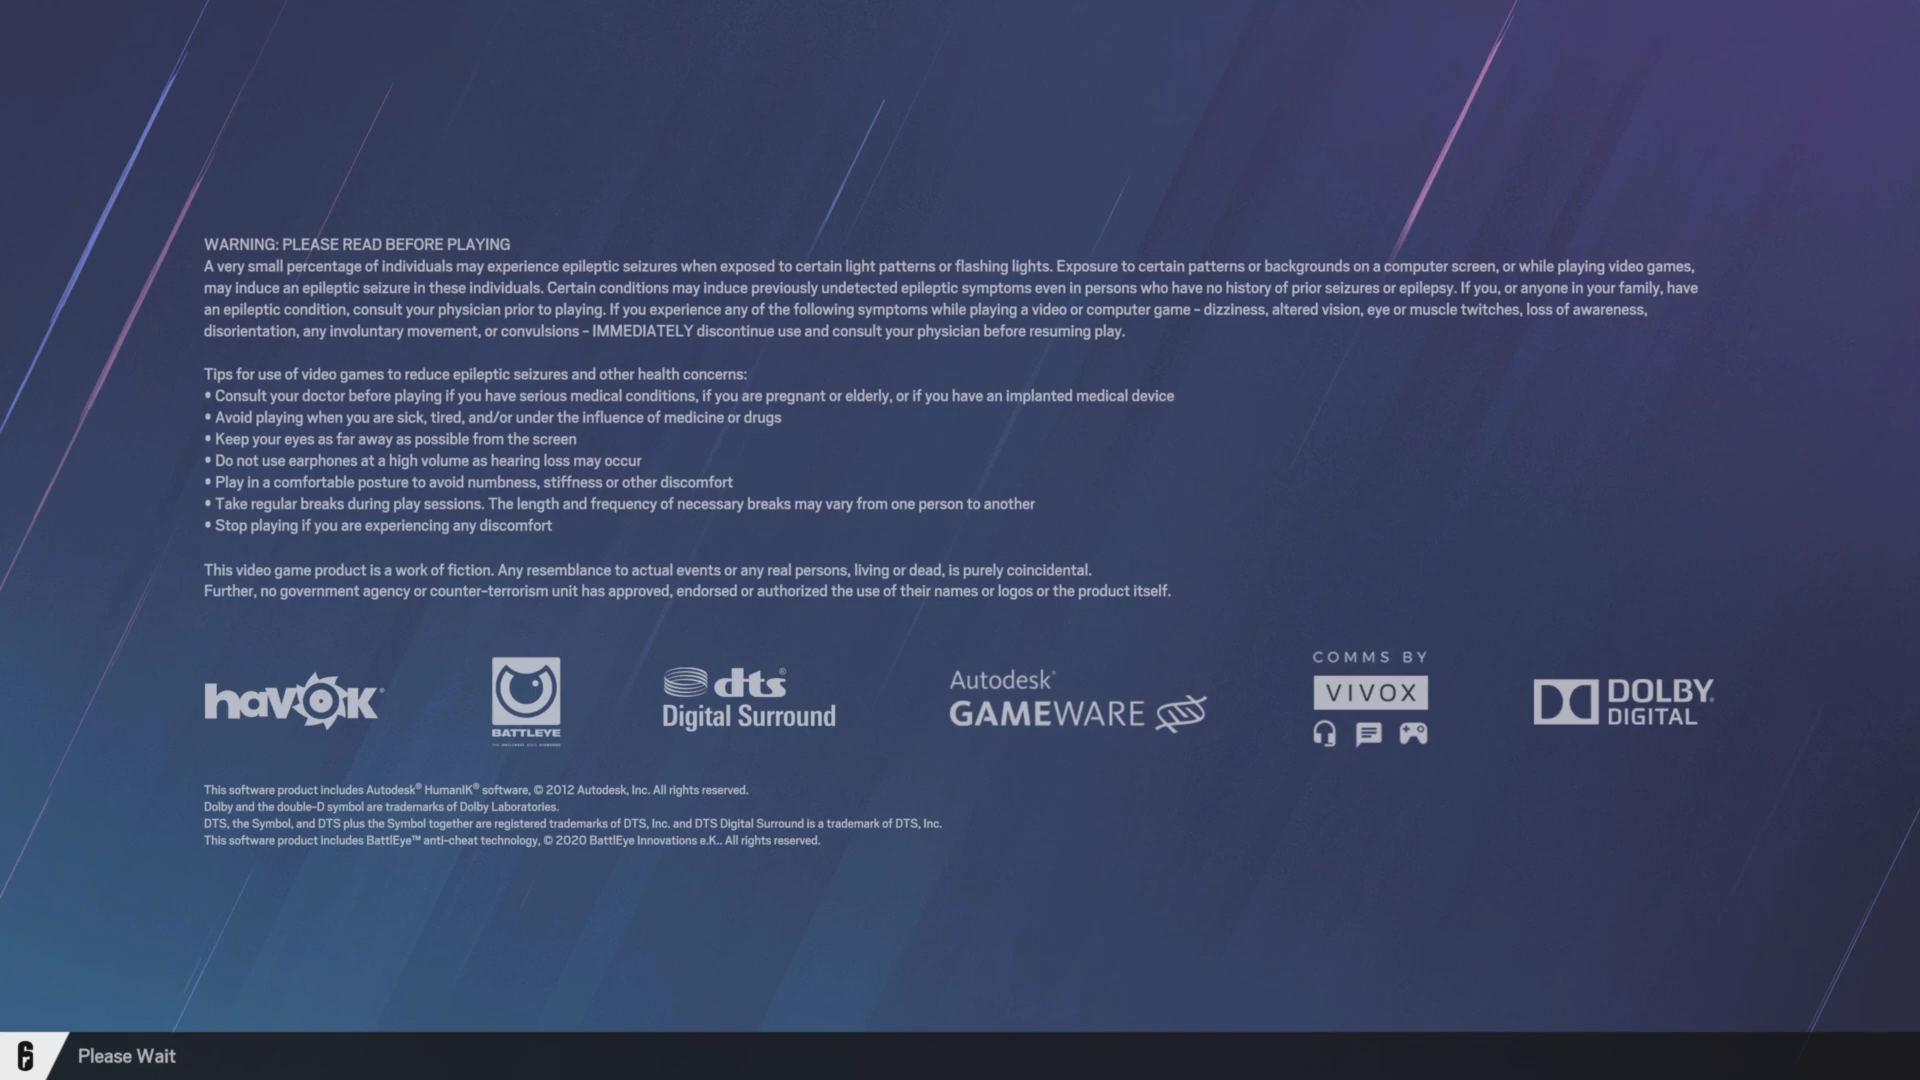 WARNING: PLEASE READ BEFORE PLAYING
A very small percentage of individuals may experience epileptic seizures when exposed to certain light patterns or flashing lights. Exposure to certain patterns or backgrounds on a computer screen, or while playing video games,
may induce an epileptic seizure in these individuals. Certain conditions may induce previously undetected epileptic symptoms even in persons who have no history of prior seizures or epilepsy. If you, or anyone in your family, have
an epileptic condition, consult your physician prior to playing. If you experience any of the following symptoms while playing a video or computer game - dizziness, altered vision, eye or muscle twitches, loss of awareness,
disorientation, any involuntary movement, or convulsions - IMMEDIATELY discontinue use and consult your physician before resuming play.
Tips for use of video games to reduce epileptic seizures and other health concerns:
• Consult your doctor before playing if you have serious medical conditions, if you are pregnant or elderly, or if you have an implanted medical device
• Avoid playing when you are sick, tired, and/or under the influence of medicine or drugs
• Keep your eyes as far away as possible from the screen
• Do not use earphones at a high volume as hearing loss may occur
• Play in a comfortable posture to avoid numbness, stiffness or other discomfort
• Take regular breaks during play sessions. The length and frequency of necessary breaks may vary from one person to another
• Stop playing if you are experiencing any discomfort
This video game product is a work of fiction. Any resemblance to actual events or any real persons, living or dead, is purely coincidental.
Further, no government agency or counter-terrorism unit has approved, endorsed or authorized the use of their names or logos or the product itself.
havok®
BATTLEYE
dts®
Digital Surround
Autodesk®
GAMEWARE
COMMS BY
VIVOX
DOLBY®
DIGITAL
This software product includes Autodesk® HumanIK® software, © 2012 Autodesk, Inc. All rights reserved.
Dolby and the double-D symbol are trademarks of Dolby Laboratories.
DTS, the Symbol, and DTS plus the Symbol together are registered trademarks of DTS, Inc. and DTS Digital Surround is a trademark of DTS, Inc.
This software product includes BattlEye™ anti-cheat technology, © 2020 BattlEye Innovations e.K.. All rights reserved.
6
Please Wait